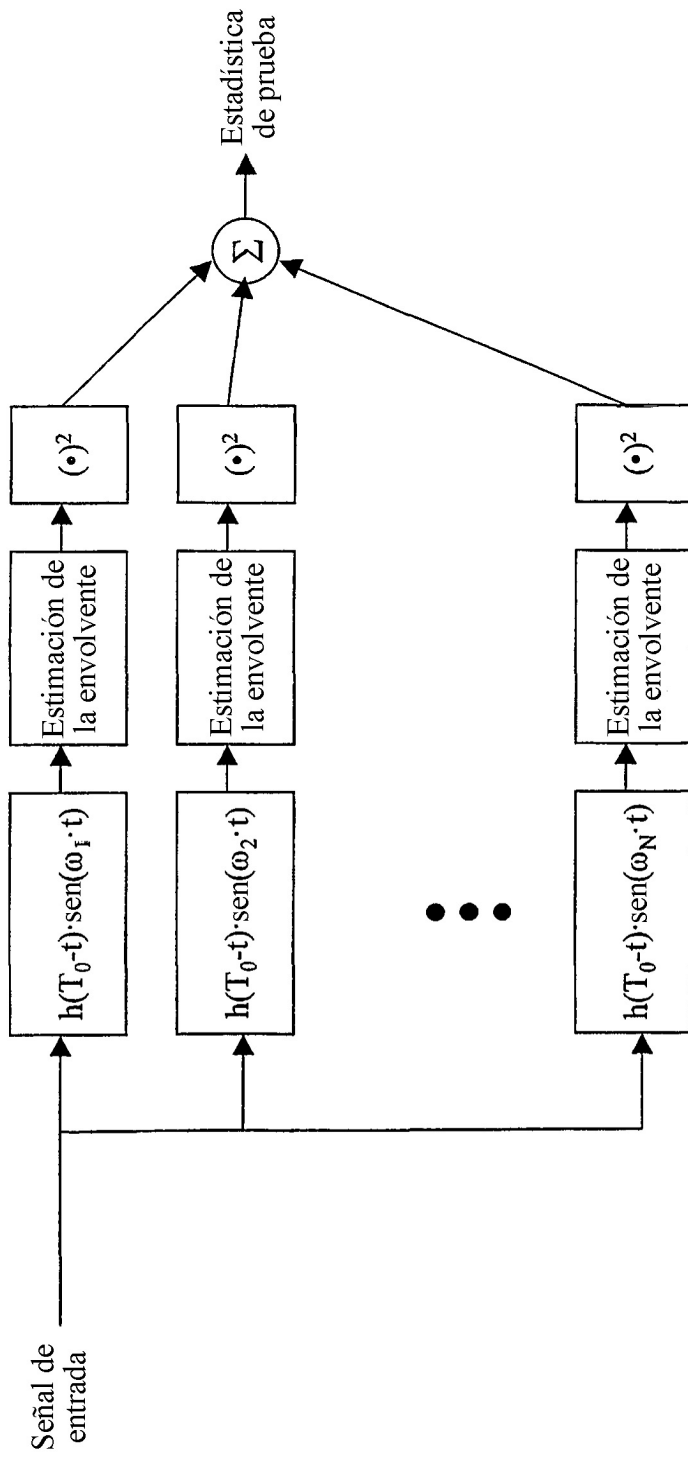 Señal de
entrada
h(T₀-t)·sen(ω₁·t)
Estimación de
la envolvente
(•)²
h(T₀-t)·sen(ω₂·t)
Estimación de
la envolvente
(•)²
h(T₀-t)·sen(ω_N·t)
Estimación de
la envolvente
(•)²
Σ
Estadística
de prueba